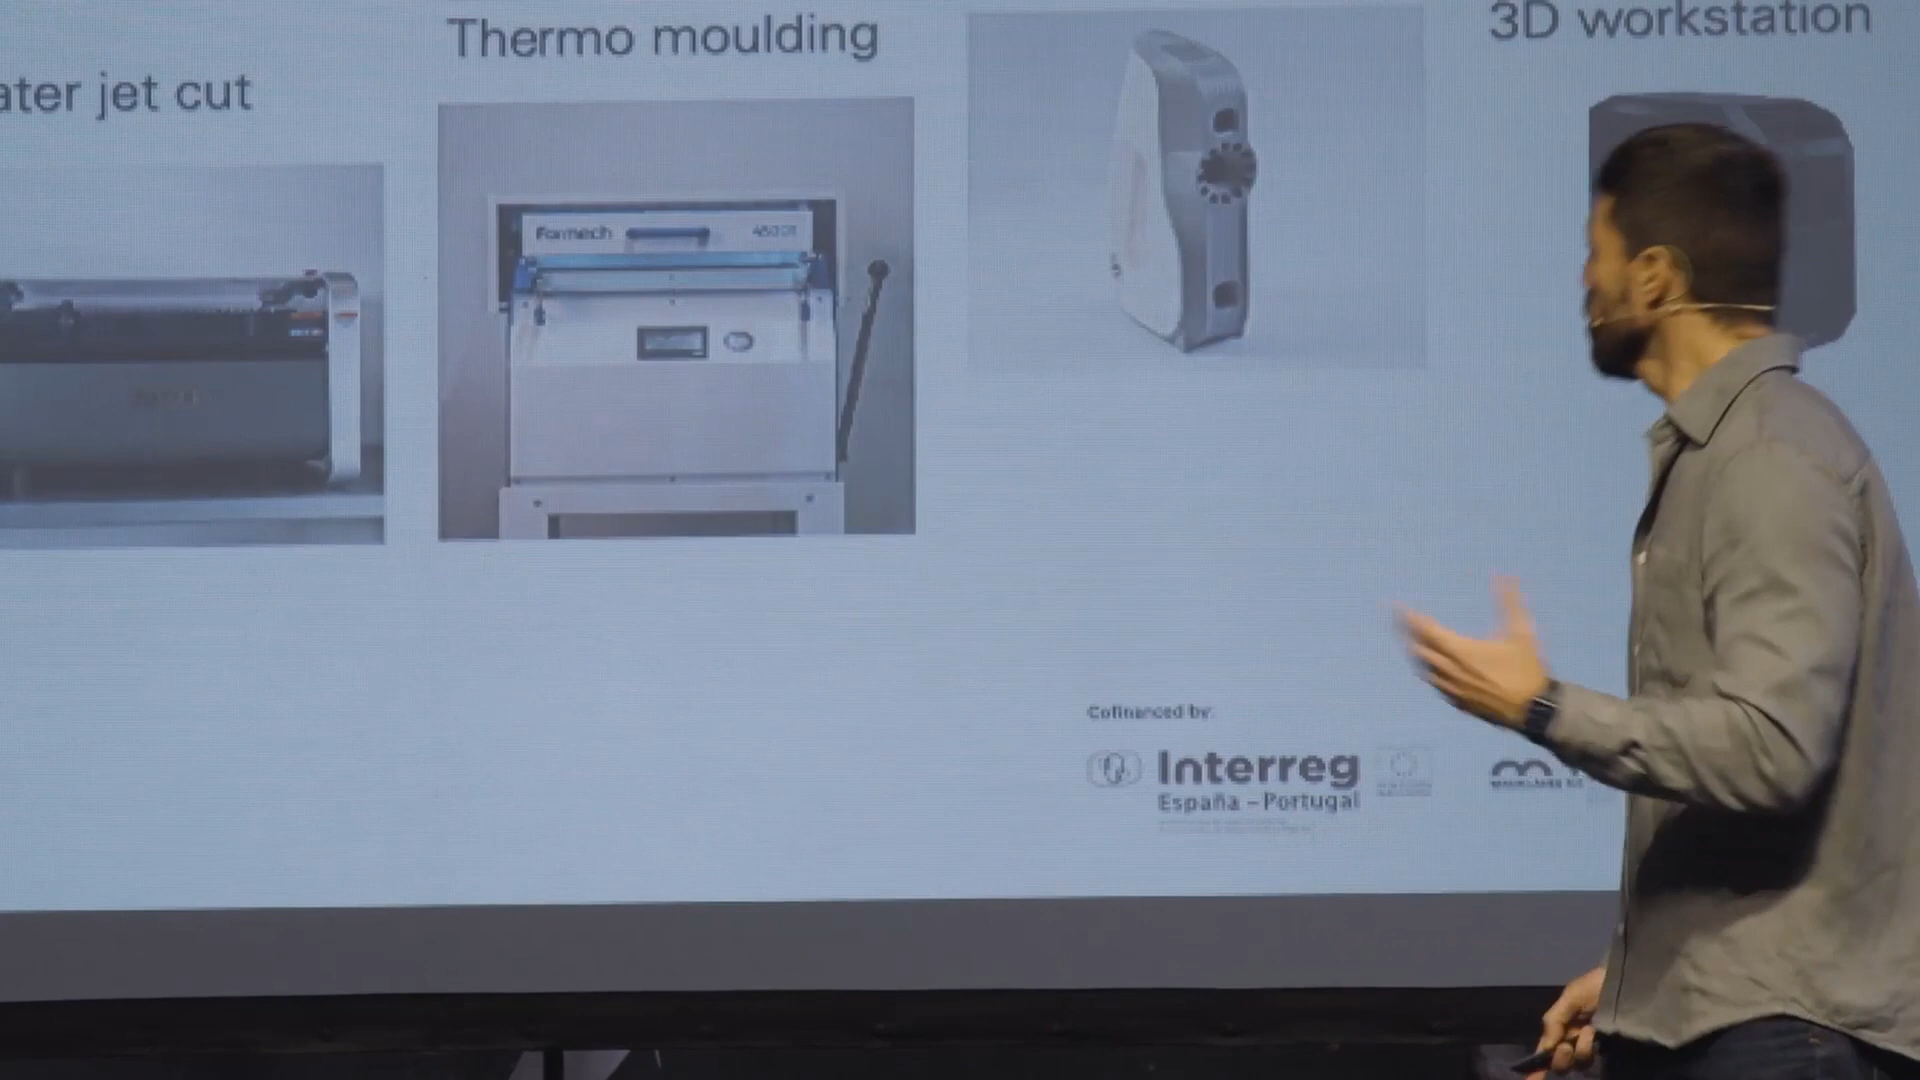 ater jet cut
Thermo moulding
3D workstation
Formech
Cofinanced by:
Interreg
España – Portugal